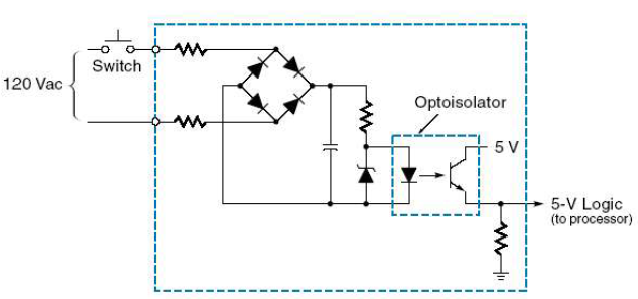 Switch
120 Vac
Optoisolator
5 V
5-V Logic
(to processor)